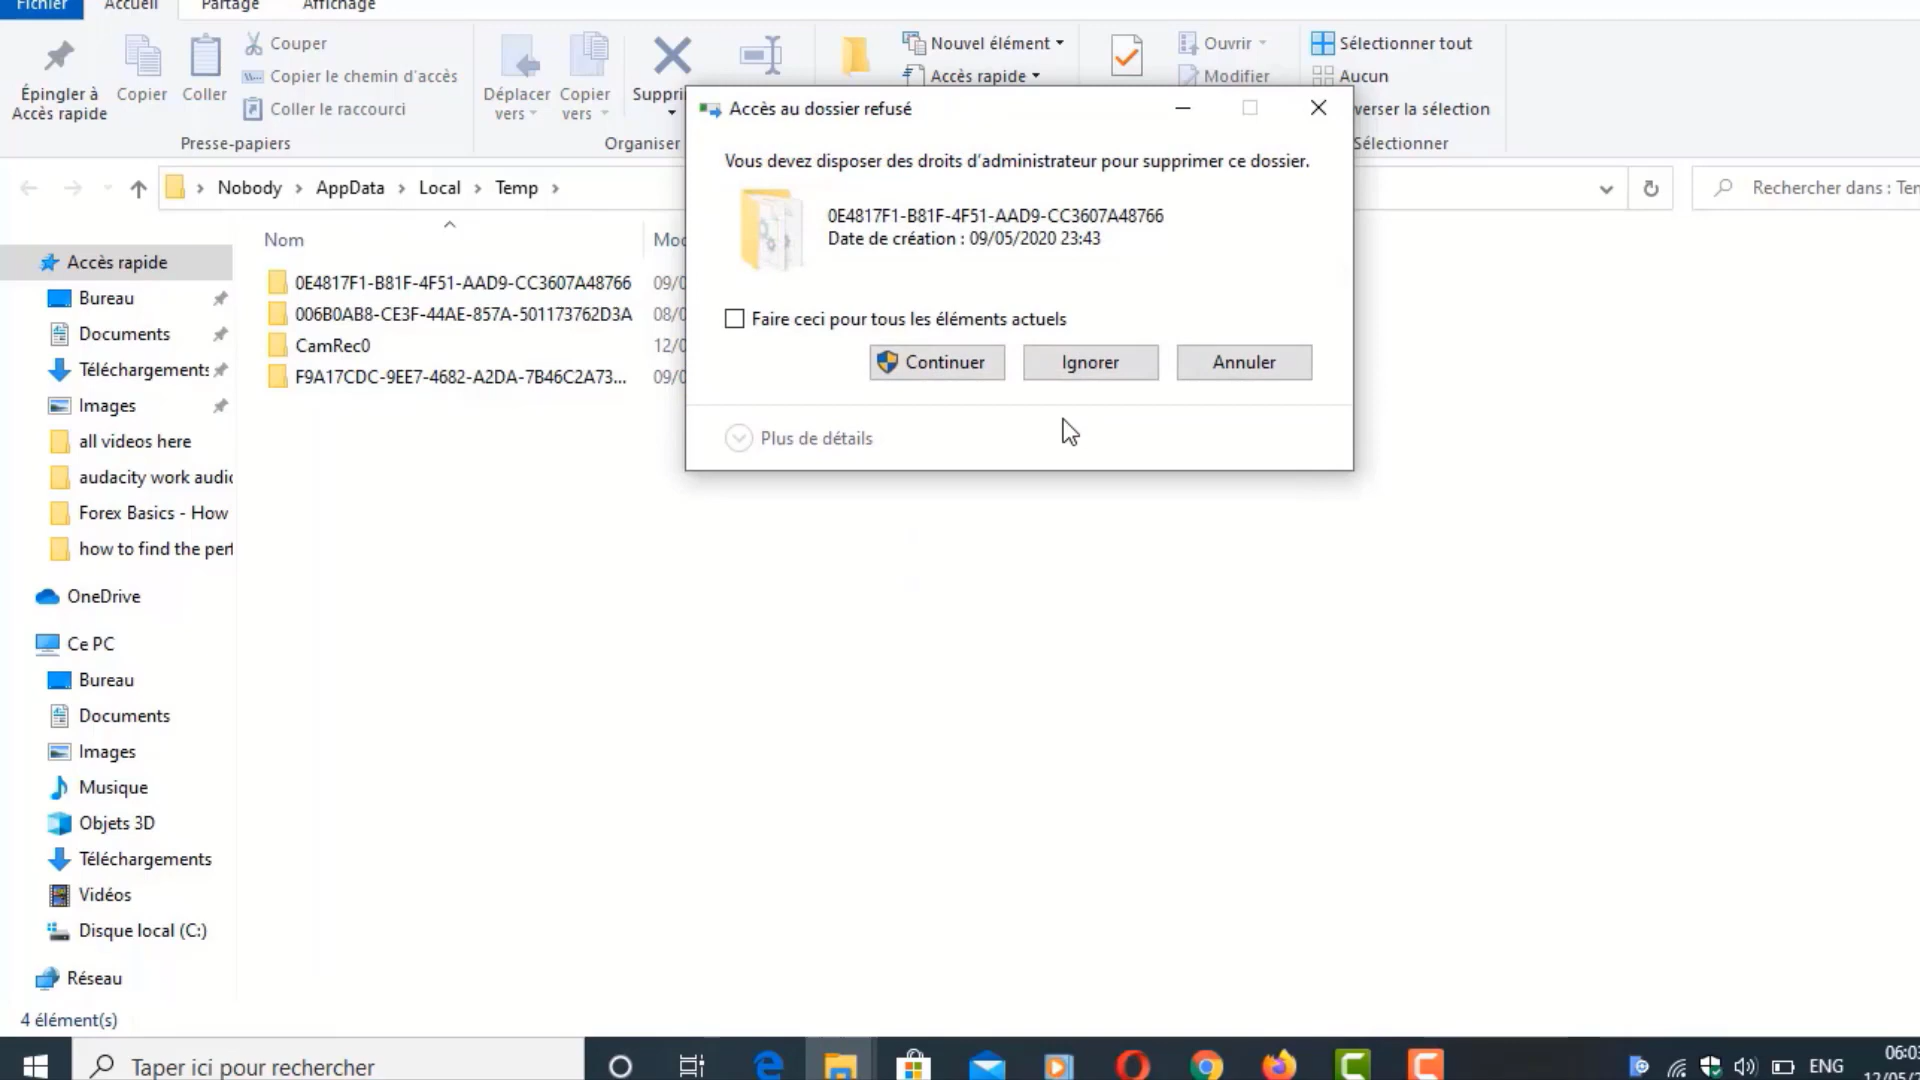 Fichier Accueil Partage Affichage
Épingler à
Accès rapide
Copier
Coller
Couper
Copier le chemin d'accès
Coller le raccourci
Presse-papiers
Déplacer
vers
Copier
vers
Organiser
Nouvel élément
Accès rapide
Ouvrir
Modifier
Sélectionner tout
Aucun
la sélection
Sélectionner
Nobody > AppData > Local > Temp >
Rechercher dans :
Nom
0E4817F1-B81F-4F51-AAD9-CC3607A48766
006B0AB8-CE3F-44AE-857A-501173762D3A
CamRec0
F9A17CDC-9EE7-4682-A2DA-7B46C2A73...
Accès au dossier refusé
Vous devez disposer des droits d'administrateur pour supprimer ce dossier.
0E4817F1-B81F-4F51-AAD9-CC3607A48766
Date de création : 09/05/2020 23:43
Faire ceci pour tous les éléments actuels
Continuer
Ignorer
Annuler
Plus de détails
Accès rapide
Bureau
Documents
Téléchargements
Images
all videos here
audacity work
Forex Basics - How
how to find the
OneDrive
Ce PC
Bureau
Documents
Images
Musique
Objets 3D
Téléchargements
Vidéos
Disque local (C:)
Réseau
4 élément(s)
Taper ici pour rechercher
ENG
06:03